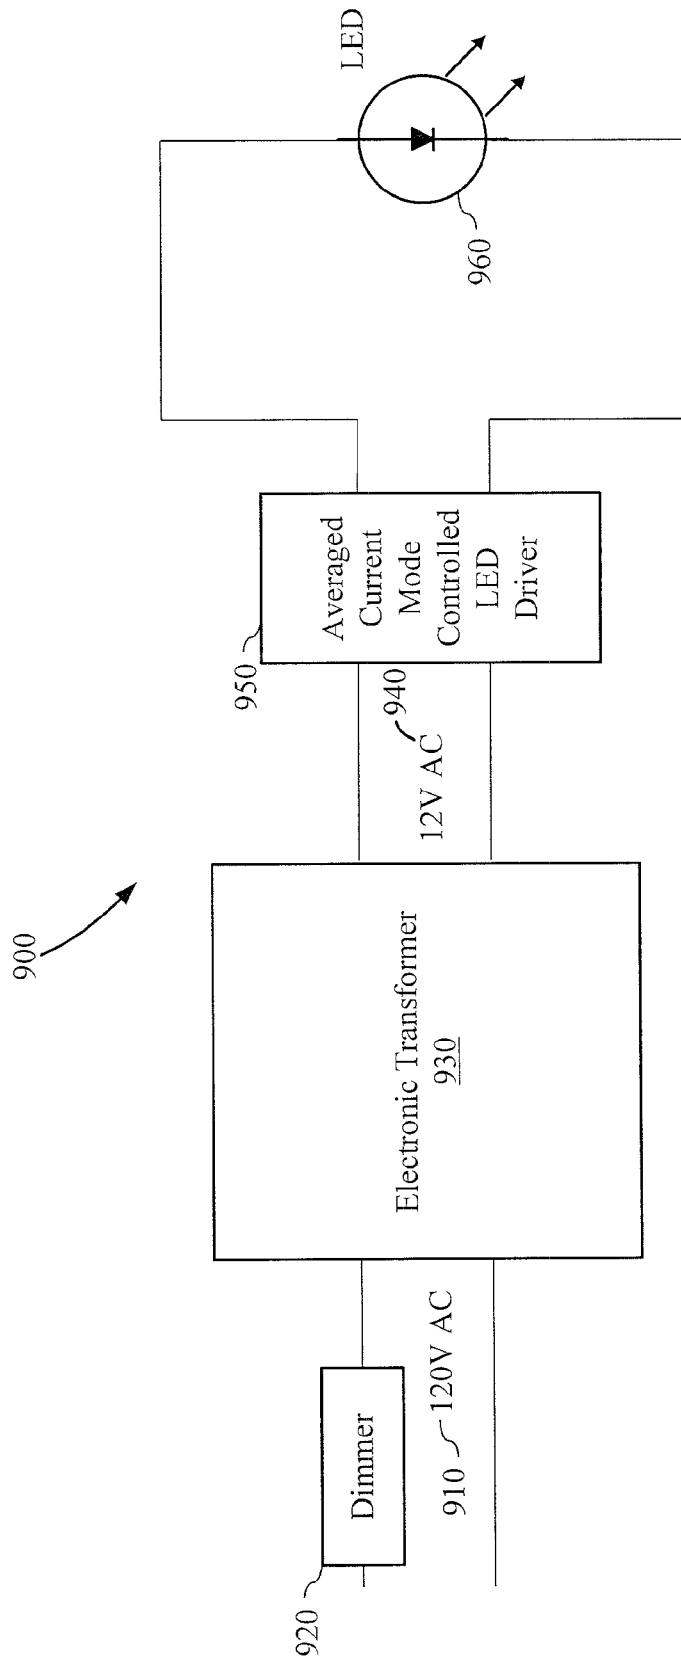 900
920
Dimmer
910
120V AC
Electronic Transformer
930
12V AC
940
950
Averaged
Current
Mode
Controlled
LED
Driver
960
LED